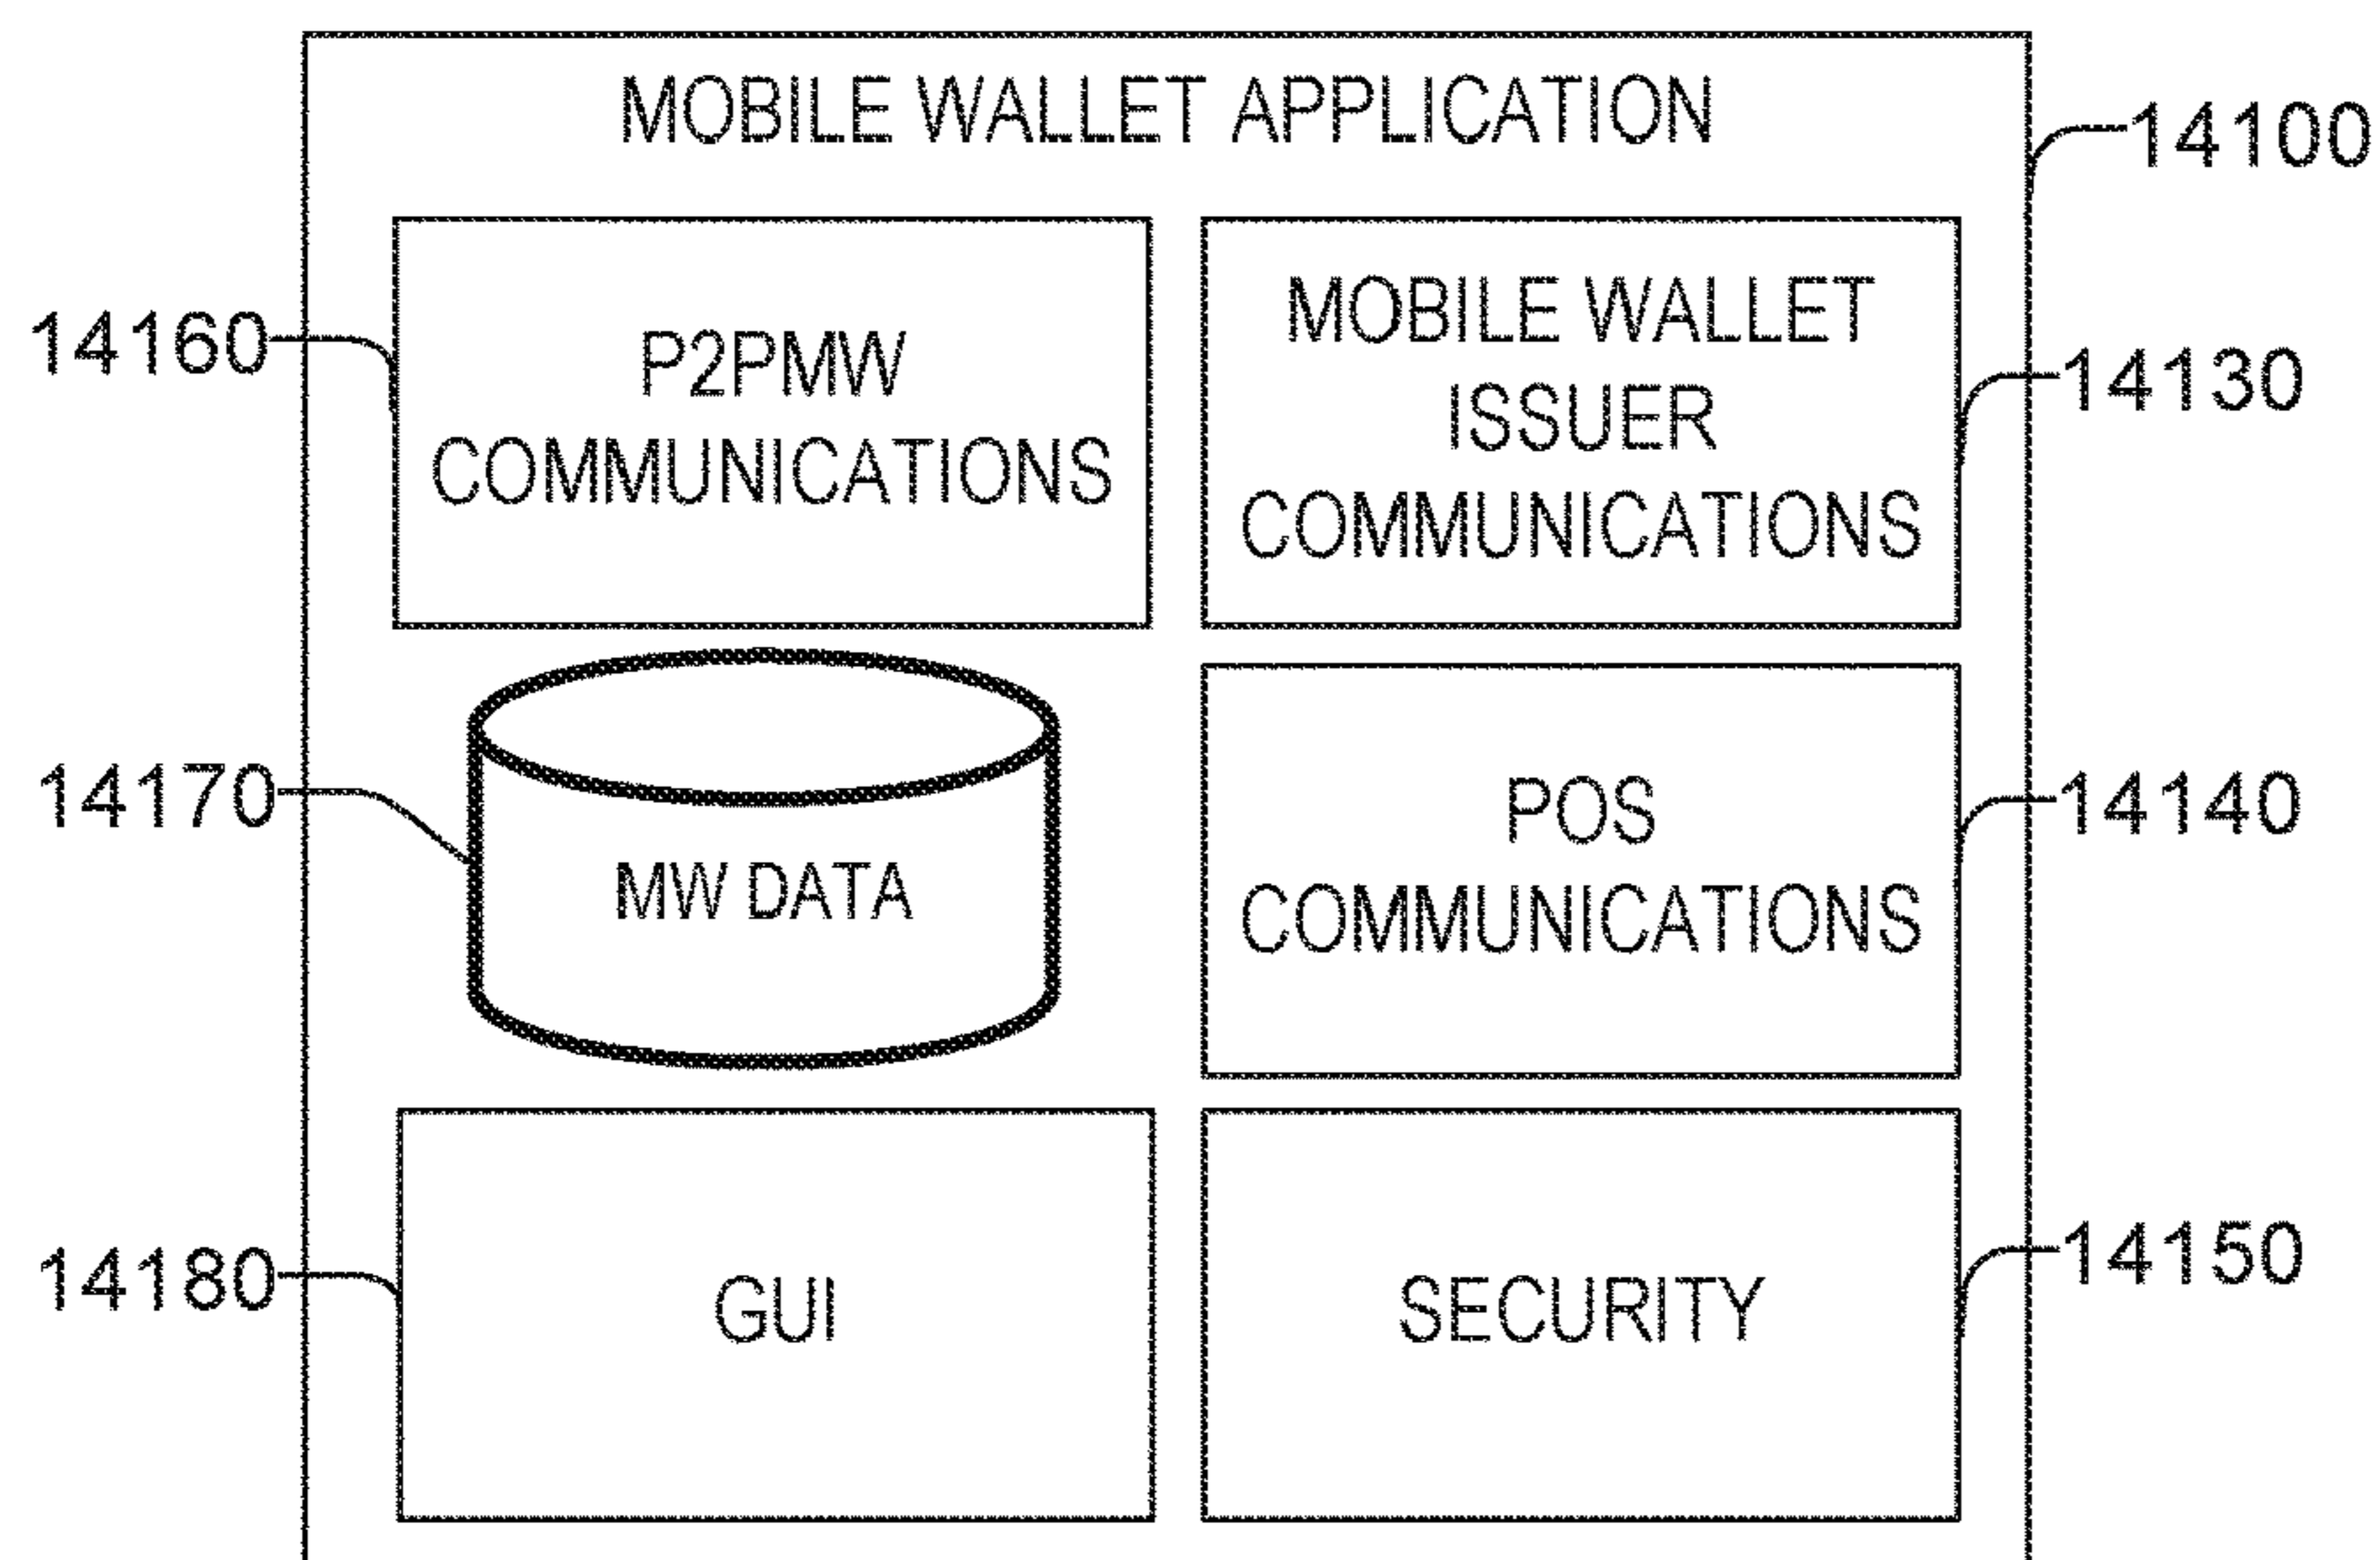 MOBILE WALLET APPLICATION
14100
14160
P2PMW
COMMUNICATIONS
MOBILE WALLET
ISSUER
COMMUNICATIONS
14130
14170
MW DATA
POS
COMMUNICATIONS
14140
14180
GUI
SECURITY
14150